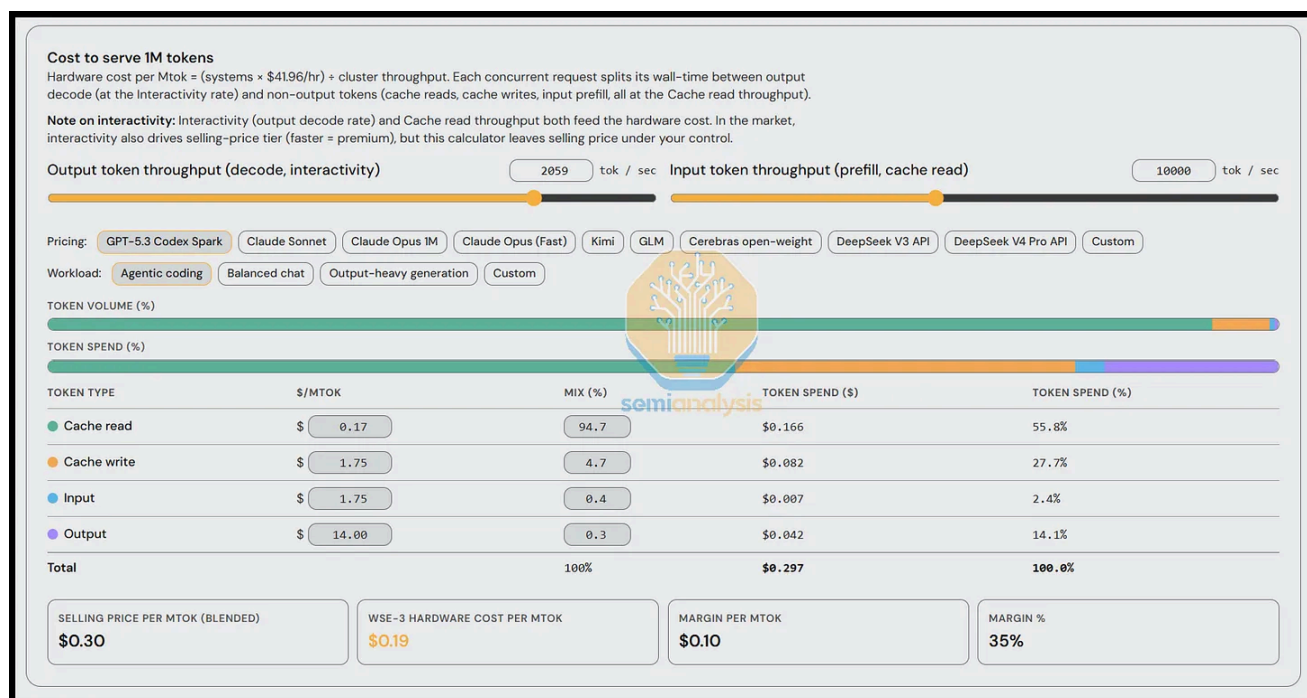 Cost to serve 1M tokens
Hardware cost per Mtok = (systems × $41.96/hr) ÷ cluster throughput. Each concurrent request splits its wall-time between output
decode (at the Interactivity rate) and non-output tokens (cache reads, cache writes, input prefill, all at the Cache read throughput).
Note on interactivity: Interactivity (output decode rate) and Cache read throughput both feed the hardware cost. In the market,
interactivity also drives selling-price tier (faster = premium), but this calculator leaves selling price under your control.
Output token throughput (decode, interactivity) 2059 tok / sec Input token throughput (prefill, cache read) 10000 tok / sec
Pricing: GPT-5.3 Codex Spark Claude Sonnet Claude Opus 1M Claude Opus (Fast) Kimi GLM Cerebras open-weight DeepSeek V3 API DeepSeek V4 Pro API Custom
Workload: Agentic coding Balanced chat Output-heavy generation Custom
TOKEN VOLUME (%)
TOKEN SPEND (%)
TOKEN TYPE $/MTOK MIX (%) TOKEN SPEND ($) TOKEN SPEND (%)
semianalysis
Cache read $ 0.17 94.7 $0.166 55.8%
Cache write $ 1.75 4.7 $0.082 27.7%
Input $ 1.75 0.4 $0.007 2.4%
Output $ 14.00 0.3 $0.042 14.1%
Total 100% $0.297 100.0%
SELLING PRICE PER MTOK (BLENDED) WSE-3 HARDWARE COST PER MTOK MARGIN PER MTOK MARGIN %
$0.30 $0.19 $0.10 35%